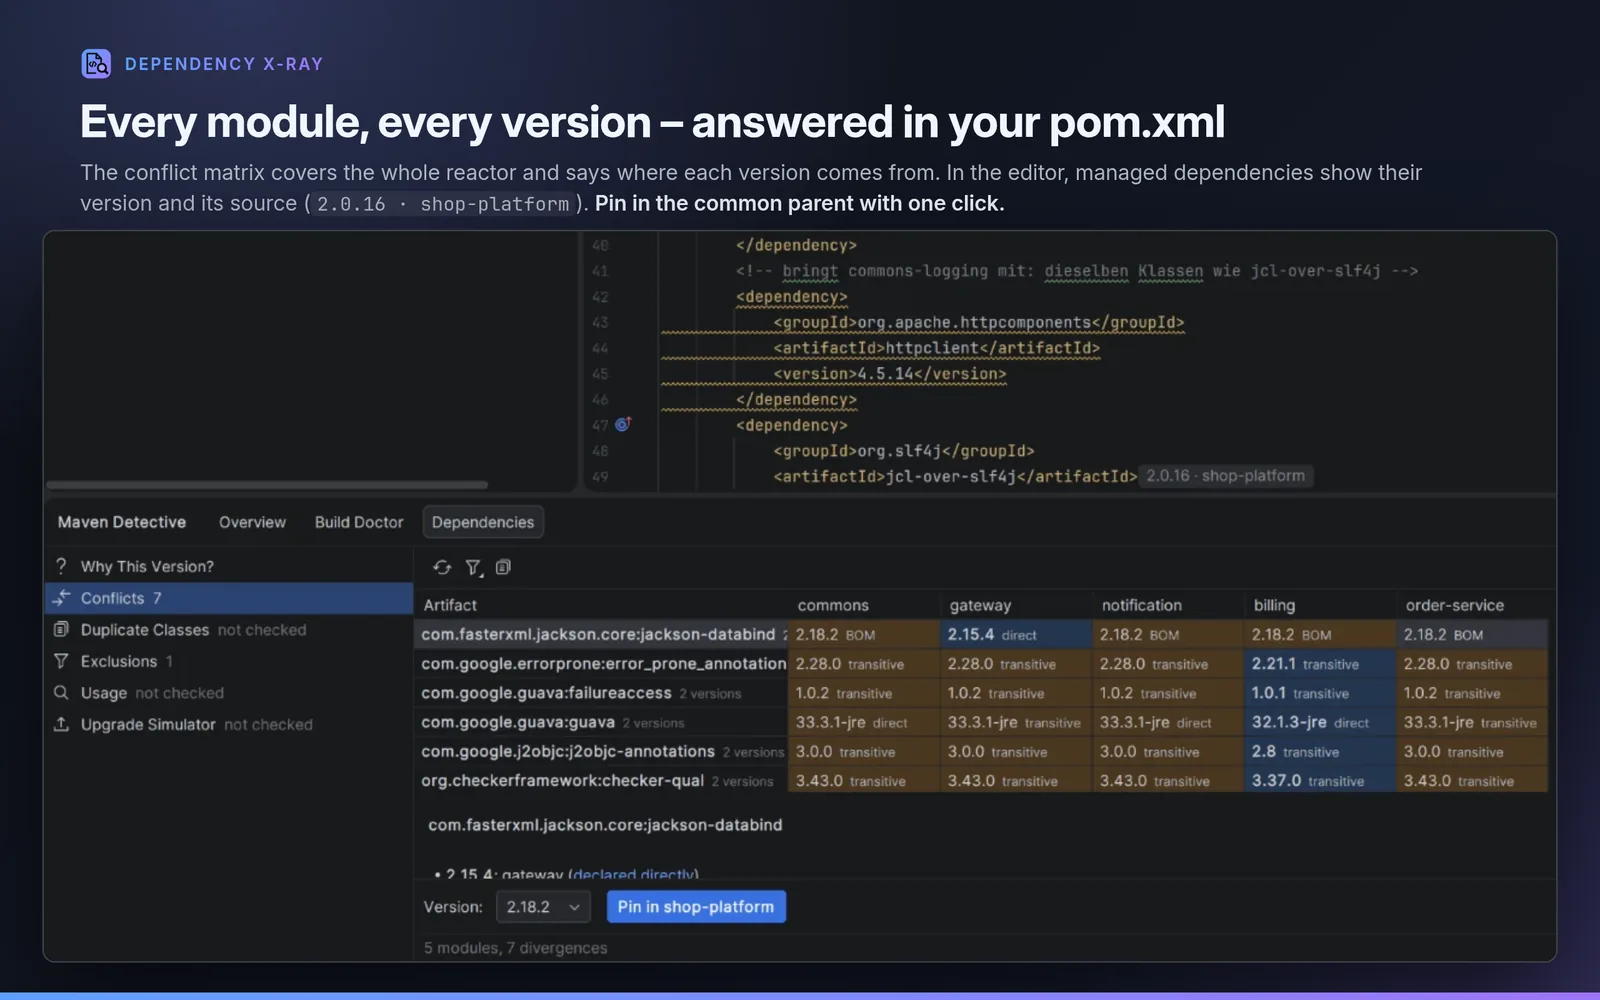 DEPENDENCY X-RAY
Every module, every version – answered in your pom.xml
The conflict matrix covers the whole reactor and says where each version comes from. In the editor, managed dependencies show their
version and its source ( 2.0.16 · shop-platform ). Pin in the common parent with one click.
40 </dependency>
41 <!-- bringt commons-logging mit: dieselben Klassen wie jcl-over-slf4j -->
42 <dependency>
43 <groupId>org.apache.httpcomponents</groupId>
44 <artifactId>httpclient</artifactId>
45 <version>4.5.14</version>
46 </dependency>
47 <dependency>
48 <groupId>org.slf4j</groupId>
49 <artifactId>jcl-over-slf4j</artifactId> 2.0.16 · shop-platform
Maven Detective Overview Build Doctor Dependencies
? Why This Version?
Conflicts 7
Duplicate Classes not checked
Exclusions 1
Usage not checked
Upgrade Simulator not checked
Artifact commons gateway notification billing order-service
com.fasterxml.jackson.core:jackson-databind 2.18.2 BOM 2.15.4 direct 2.18.2 BOM 2.18.2 BOM 2.18.2 BOM
com.google.errorprone:error_prone_annotation 2.28.0 transitive 2.28.0 transitive 2.28.0 transitive 2.21.1 transitive 2.28.0 transitive
com.google.guava:failureaccess 2 versions 1.0.2 transitive 1.0.2 transitive 1.0.2 transitive 1.0.1 transitive 1.0.2 transitive
com.google.guava:guava 2 versions 33.3.1-jre direct 33.3.1-jre transitive 33.3.1-jre direct 32.1.3-jre direct 33.3.1-jre transitive
com.google.j2objc:j2objc-annotations 2 versions 3.0.0 transitive 3.0.0 transitive 3.0.0 transitive 2.8 transitive 3.0.0 transitive
org.checkerframework:checker-qual 2 versions 3.43.0 transitive 3.43.0 transitive 3.43.0 transitive 3.37.0 transitive 3.43.0 transitive
com.fasterxml.jackson.core:jackson-databind
• 2.15.4: gateway (declared directly)
Version: 2.18.2 Pin in shop-platform
5 modules, 7 divergences